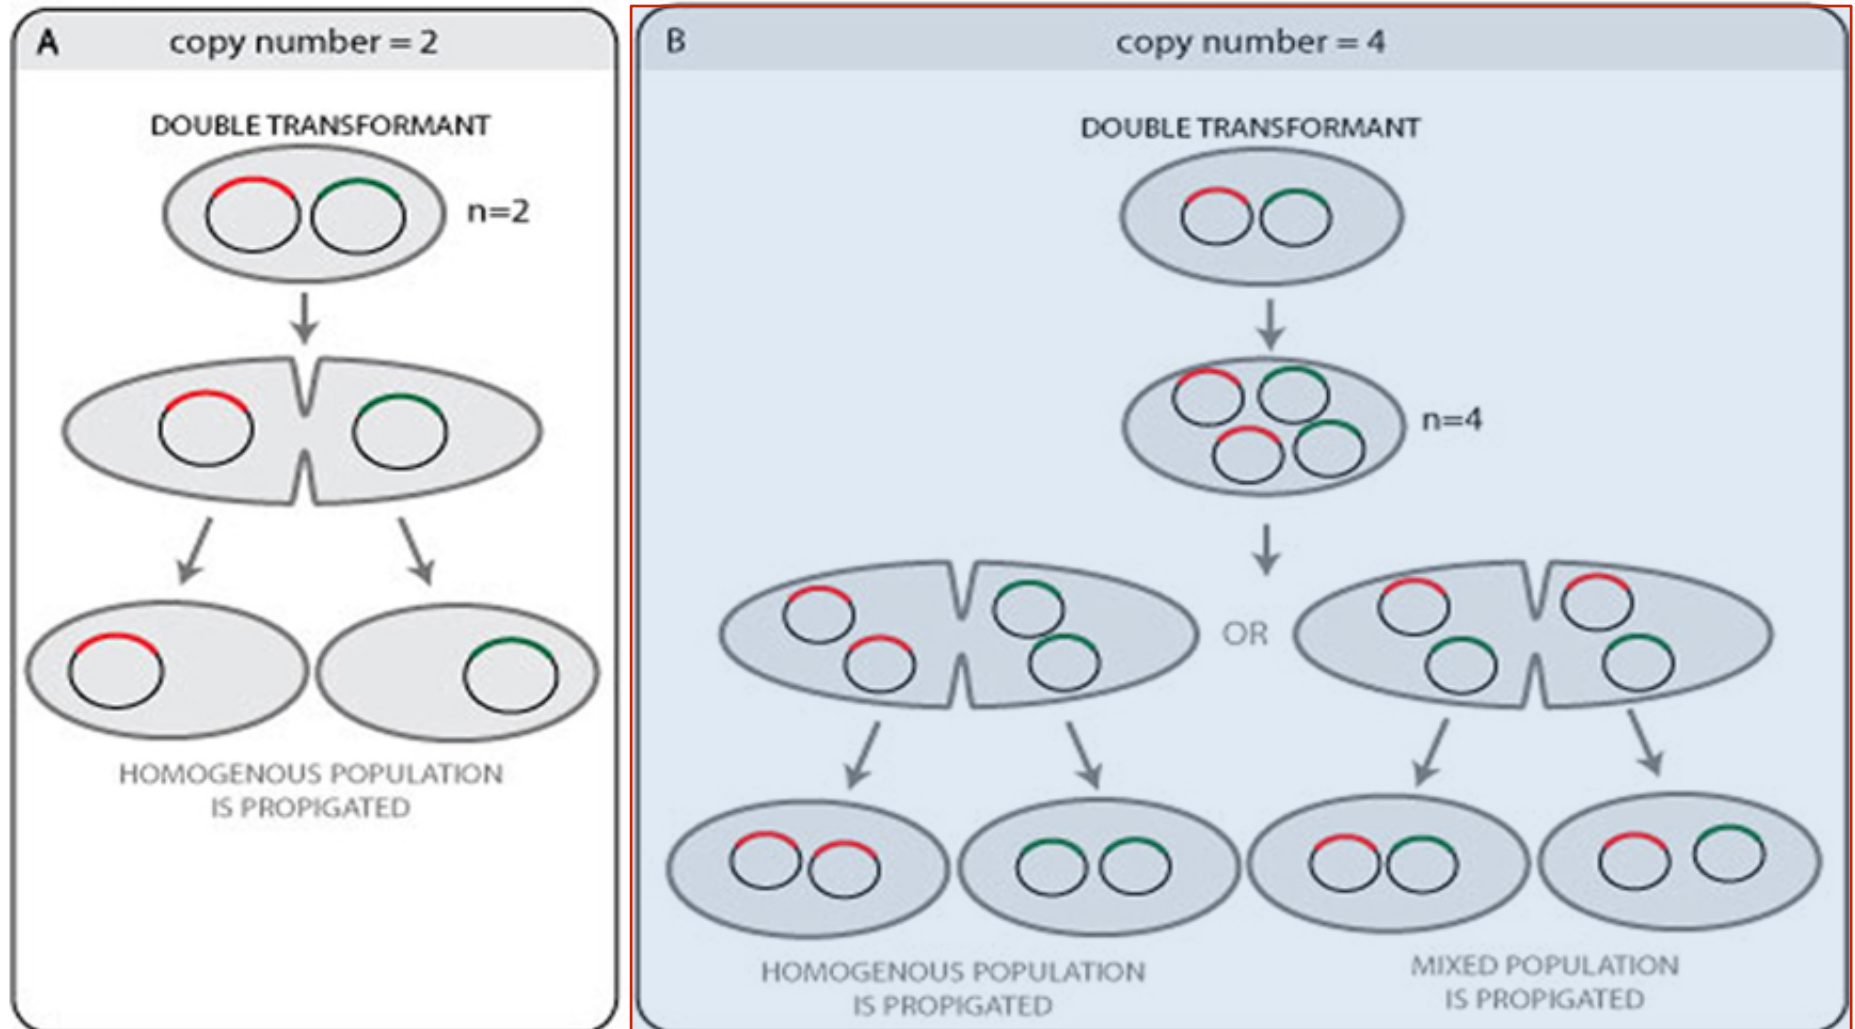 A
copy number = 2
DOUBLE TRANSFORMANT
n=2
HOMOGENOUS POPULATION
IS PROPIGATED
B
copy number = 4
DOUBLE TRANSFORMANT
n=4
OR
HOMOGENOUS POPULATION
IS PROPIGATED
MIXED POPULATION
IS PROPIGATED